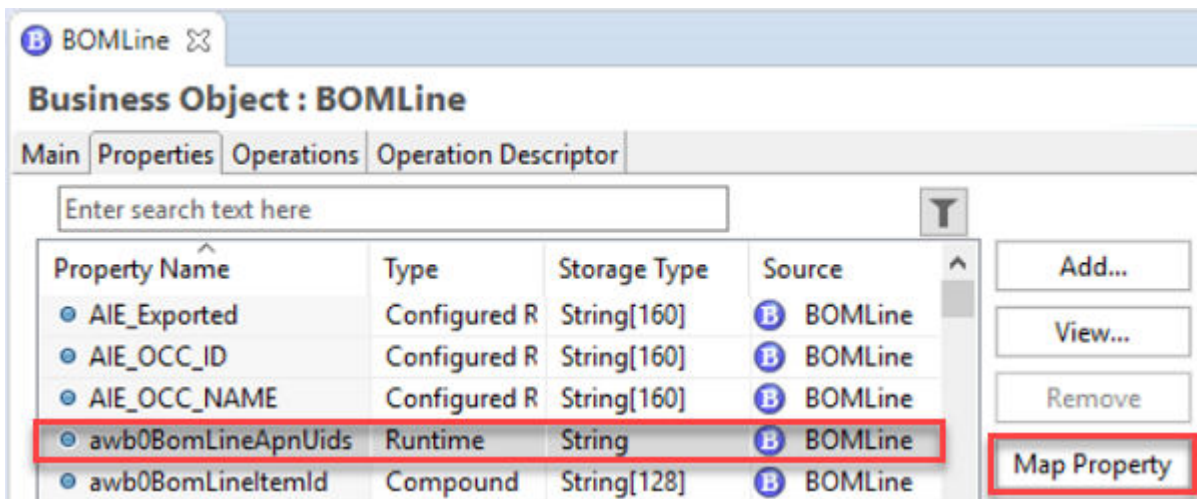 BOMLine
Business Object : BOMLine
Main Properties Operations Operation Descriptor
Enter search text here
Property Name Type Storage Type Source Add...
AIE_Exported Configured R String[160] B BOMLine
View...
AIE_OCC_ID Configured R String[160] B BOMLine
AIE_OCC_NAME Configured R String[160] B BOMLine Remove
awb0BomLineApnUids Runtime String B BOMLine
Map Property
awb0BomLineItemId Compound String[128] B BOMLine